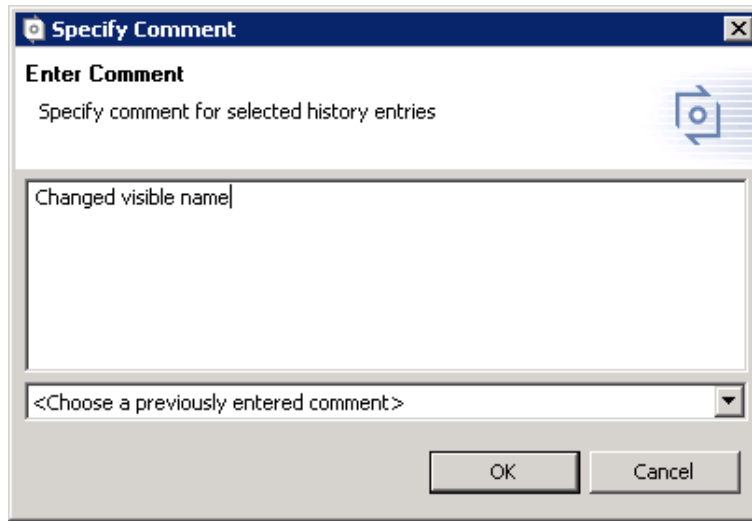 Specify Comment
Enter Comment
Specify comment for selected history entries
Changed visible name
<Choose a previously entered comment>
OK
Cancel